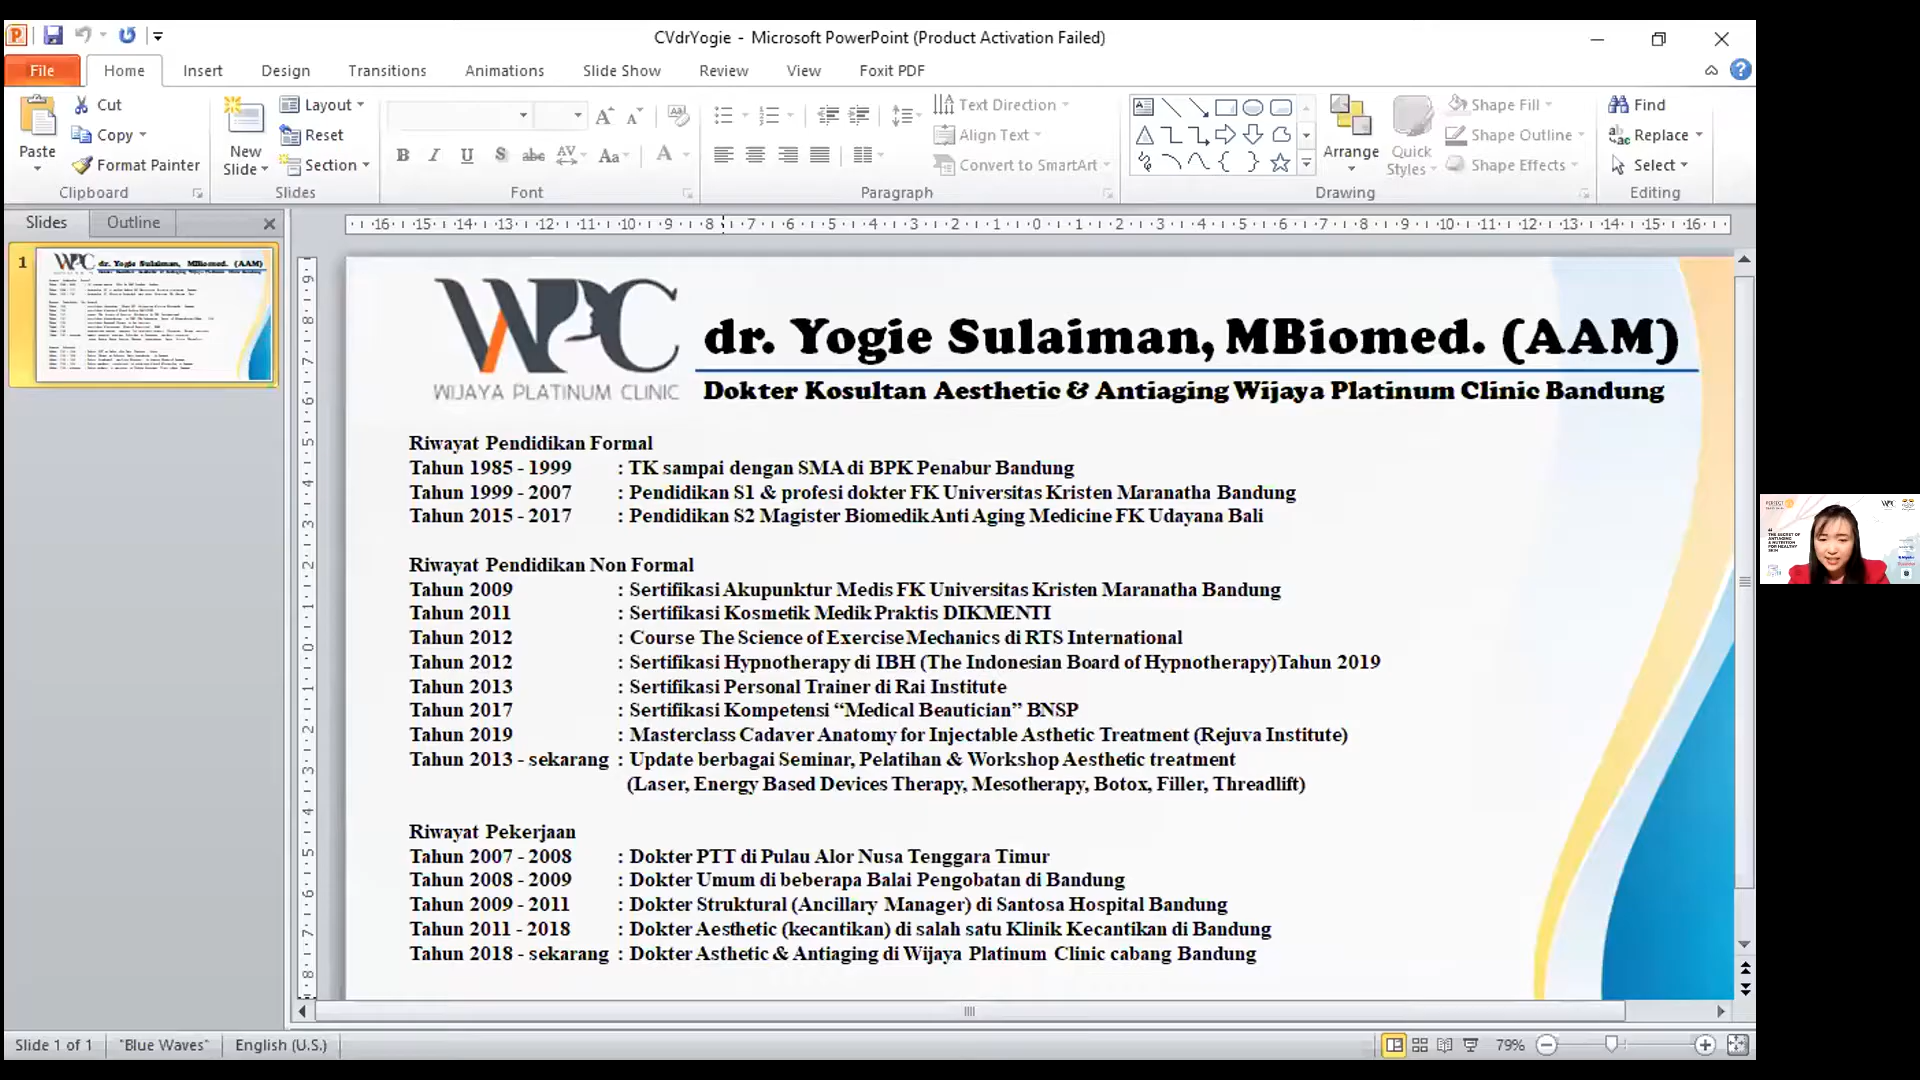 CVdrYogie - Microsoft PowerPoint (Product Activation Failed)
File Home Insert Design Transitions Animations Slide Show Review View Foxit PDF
Paste
Cut
Copy
Format Painter
Clipboard
New Slide
Layout
Reset
Section
Slides
Font
Text Direction
Align Text
Convert to SmartArt
Paragraph
Arrange
Quick Styles
Shape Fill
Shape Outline
Shape Effects
Drawing
Find
Replace
Select
Editing
Slides Outline
1
WPC
WIJAYA PLATINUM CLINIC
dr. Yogie Sulaiman, MBiomed. (AAM)
Dokter Kosultan Aesthetic & Antiaging Wijaya Platinum Clinic Bandung
Riwayat Pendidikan Formal
Tahun 1985 - 1999 : TK sampai dengan SMA di BPK Penabur Bandung
Tahun 1999 - 2007 : Pendidikan S1 & profesi dokter FK Universitas Kristen Maranatha Bandung
Tahun 2015 - 2017 : Pendidikan S2 Magister Biomedik Anti Aging Medicine FK Udayana Bali
Riwayat Pendidikan Non Formal
Tahun 2009 : Sertifikasi Akupunktur Medis FK Universitas Kristen Maranatha Bandung
Tahun 2011 : Sertifikasi Kosmetik Medik Praktis DIKMENTI
Tahun 2012 : Course The Science of Exercise Mechanics di RTS International
Tahun 2012 : Sertifikasi Hypnotherapy di IBH (The Indonesian Board of Hypnotherapy)Tahun 2019
Tahun 2013 : Sertifikasi Personal Trainer di Rai Institute
Tahun 2017 : Sertifikasi Kompetensi “Medical Beautician” BNSP
Tahun 2019 : Masterclass Cadaver Anatomy for Injectable Asthetic Treatment (Rejuva Institute)
Tahun 2013 - sekarang : Update berbagai Seminar, Pelatihan & Workshop Aesthetic treatment
(Laser, Energy Based Devices Therapy, Mesotherapy, Botox, Filler, Threadlift)
Riwayat Pekerjaan
Tahun 2007 - 2008 : Dokter PTT di Pulau Alor Nusa Tenggara Timur
Tahun 2008 - 2009 : Dokter Umum di beberapa Balai Pengobatan di Bandung
Tahun 2009 - 2011 : Dokter Struktural (Ancillary Manager) di Santosa Hospital Bandung
Tahun 2011 - 2018 : Dokter Aesthetic (kecantikan) di salah satu Klinik Kecantikan di Bandung
Tahun 2018 - sekarang : Dokter Asthetic & Antiaging di Wijaya Platinum Clinic cabang Bandung
THE SECRET OF
ANTIAGING
& NUTRITION
FOR HEALTHY
SKIN
WPC
Slide 1 of 1 "Blue Waves" English (U.S.) 79%